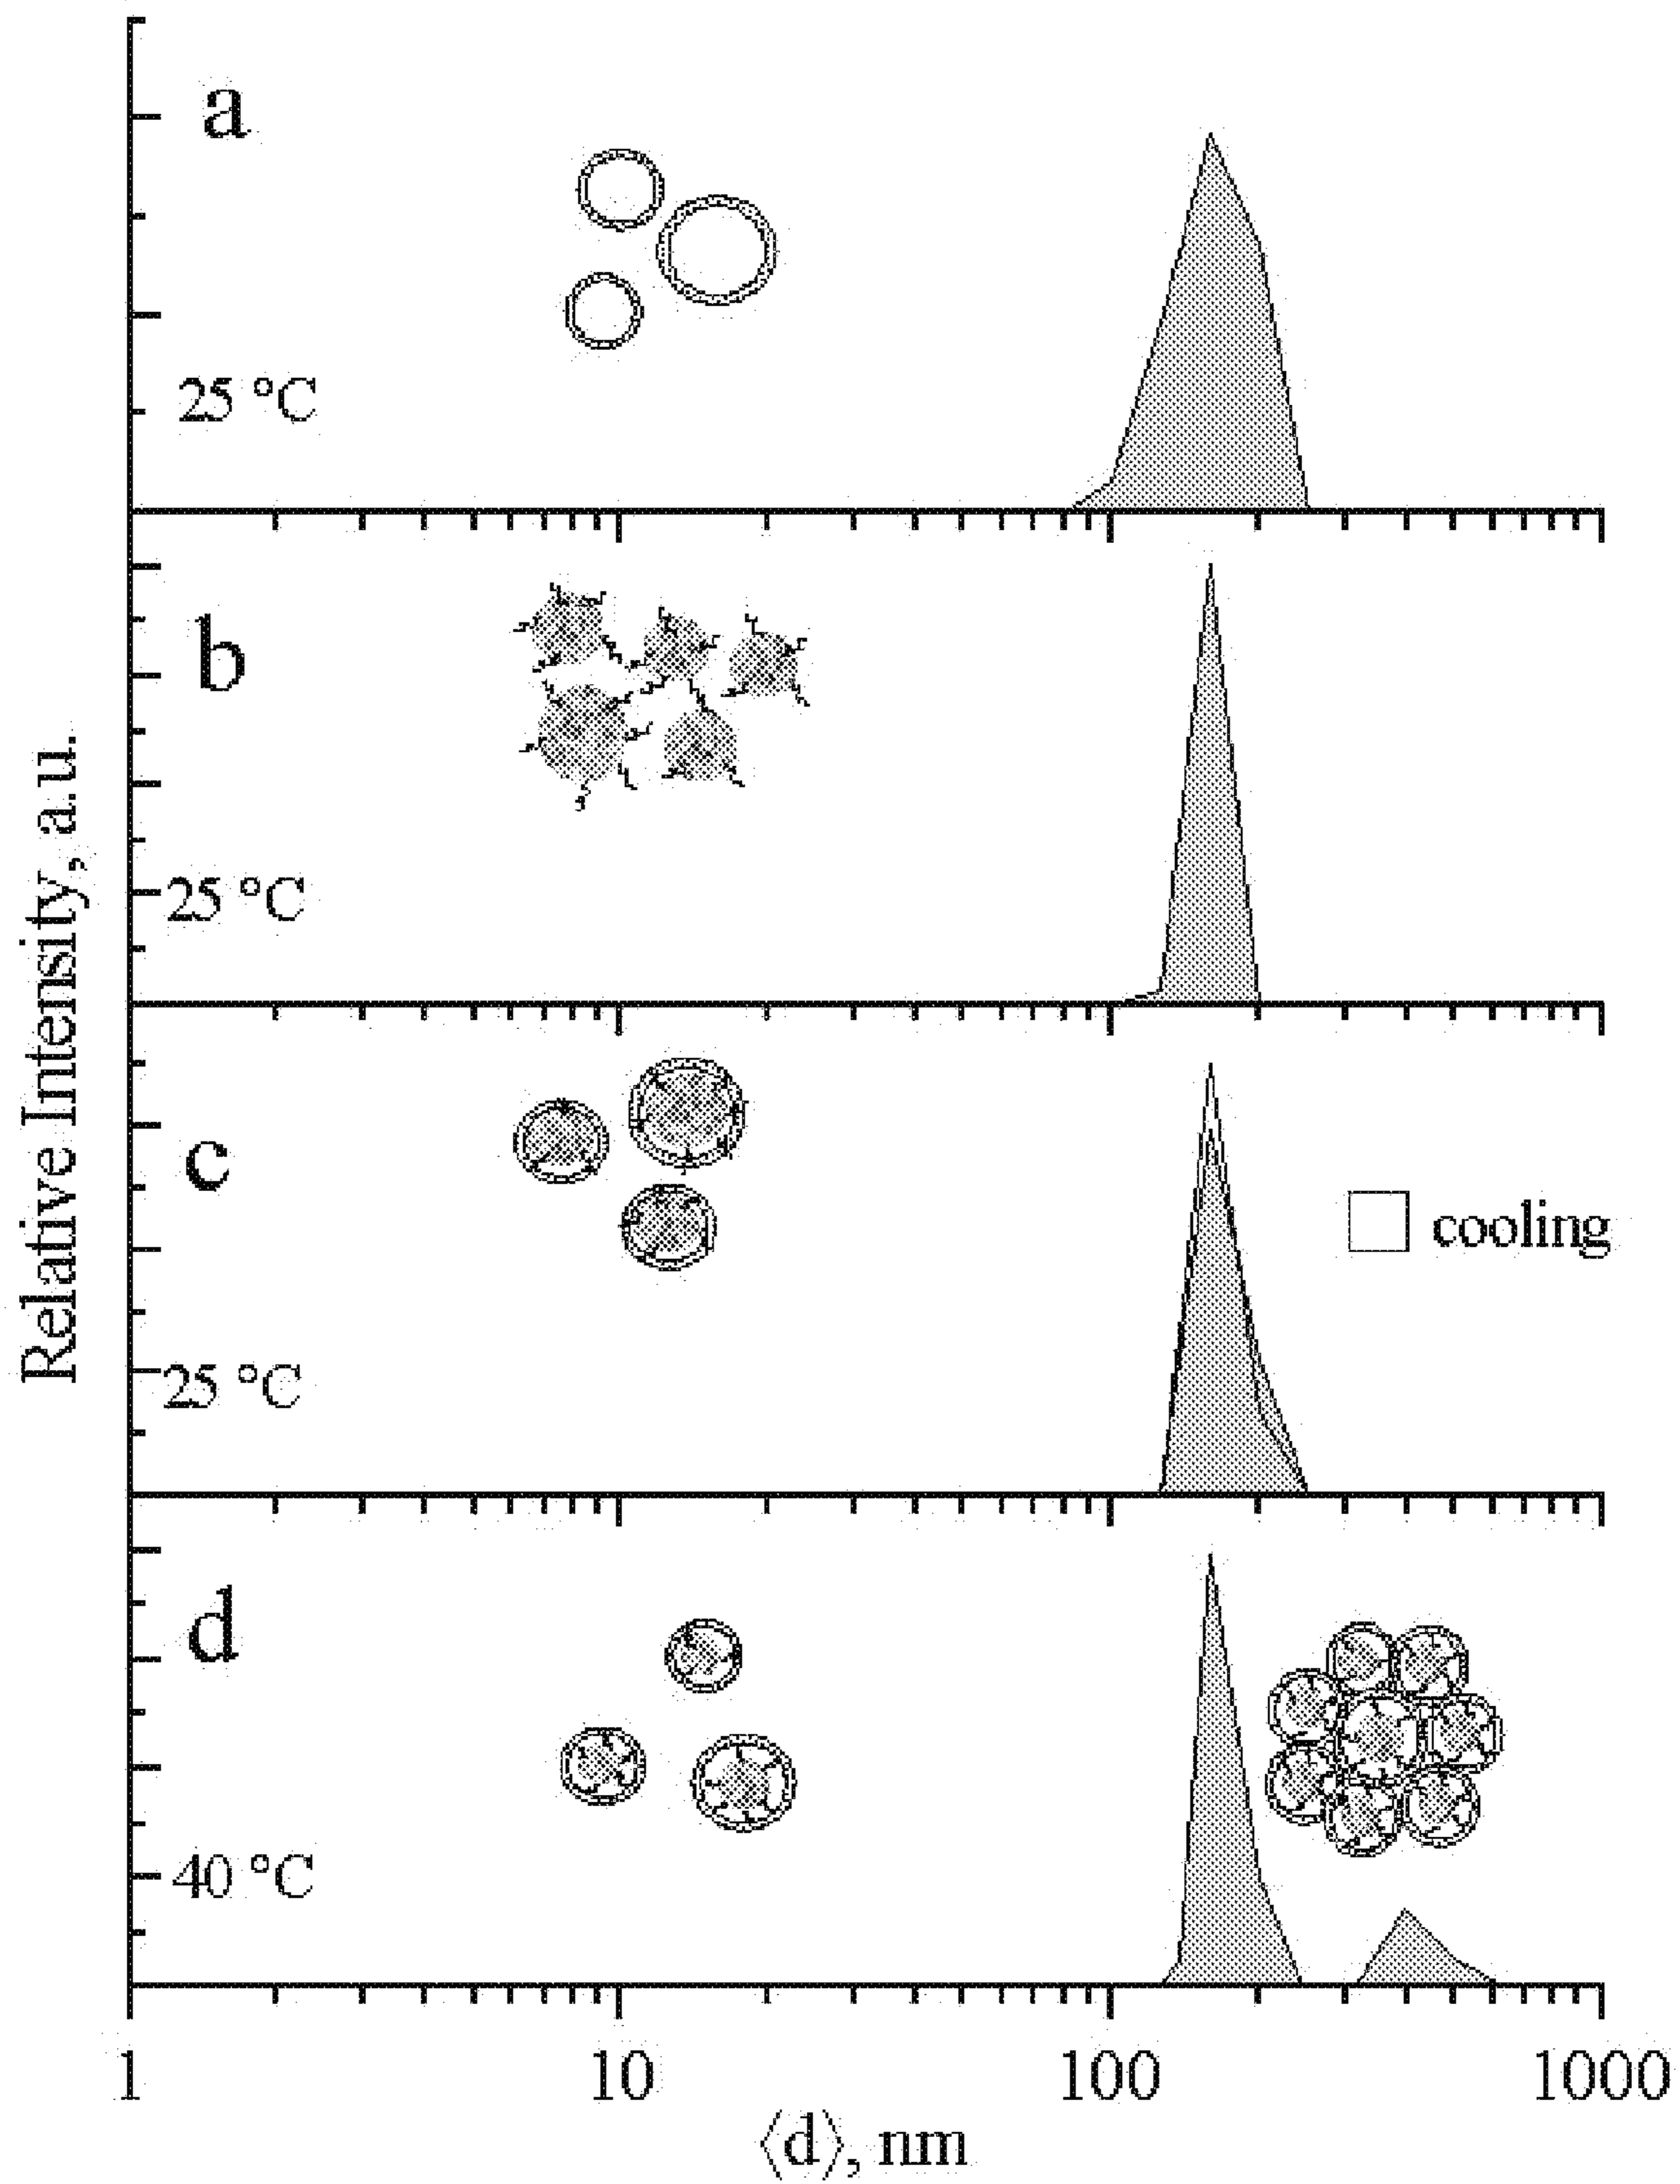 a
25 °C
b
25 °C
c
cooling
25 °C
d
40 °C
Relative Intensity, a.u.
1 10 100 1000
⟨d⟩, nm